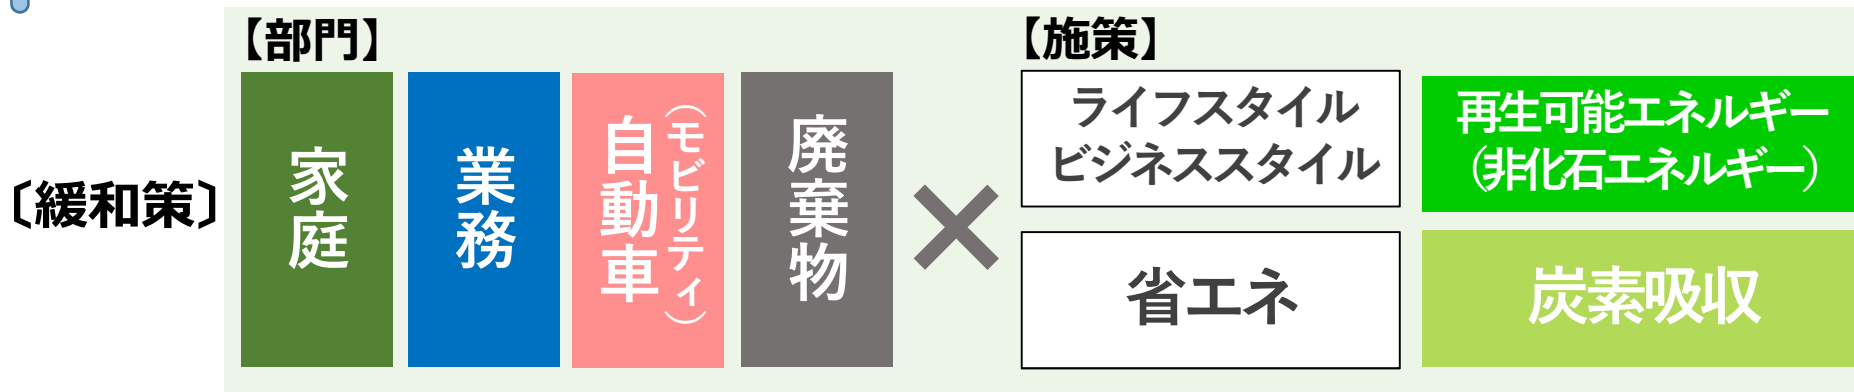 〔緩和策〕
【部門】
家庭
業務
自動車
（モビリティ）
廃棄物
×
【施策】
ライフスタイル
ビジネススタイル
再生可能エネルギー
（非化石エネルギー）
省エネ
炭素吸収